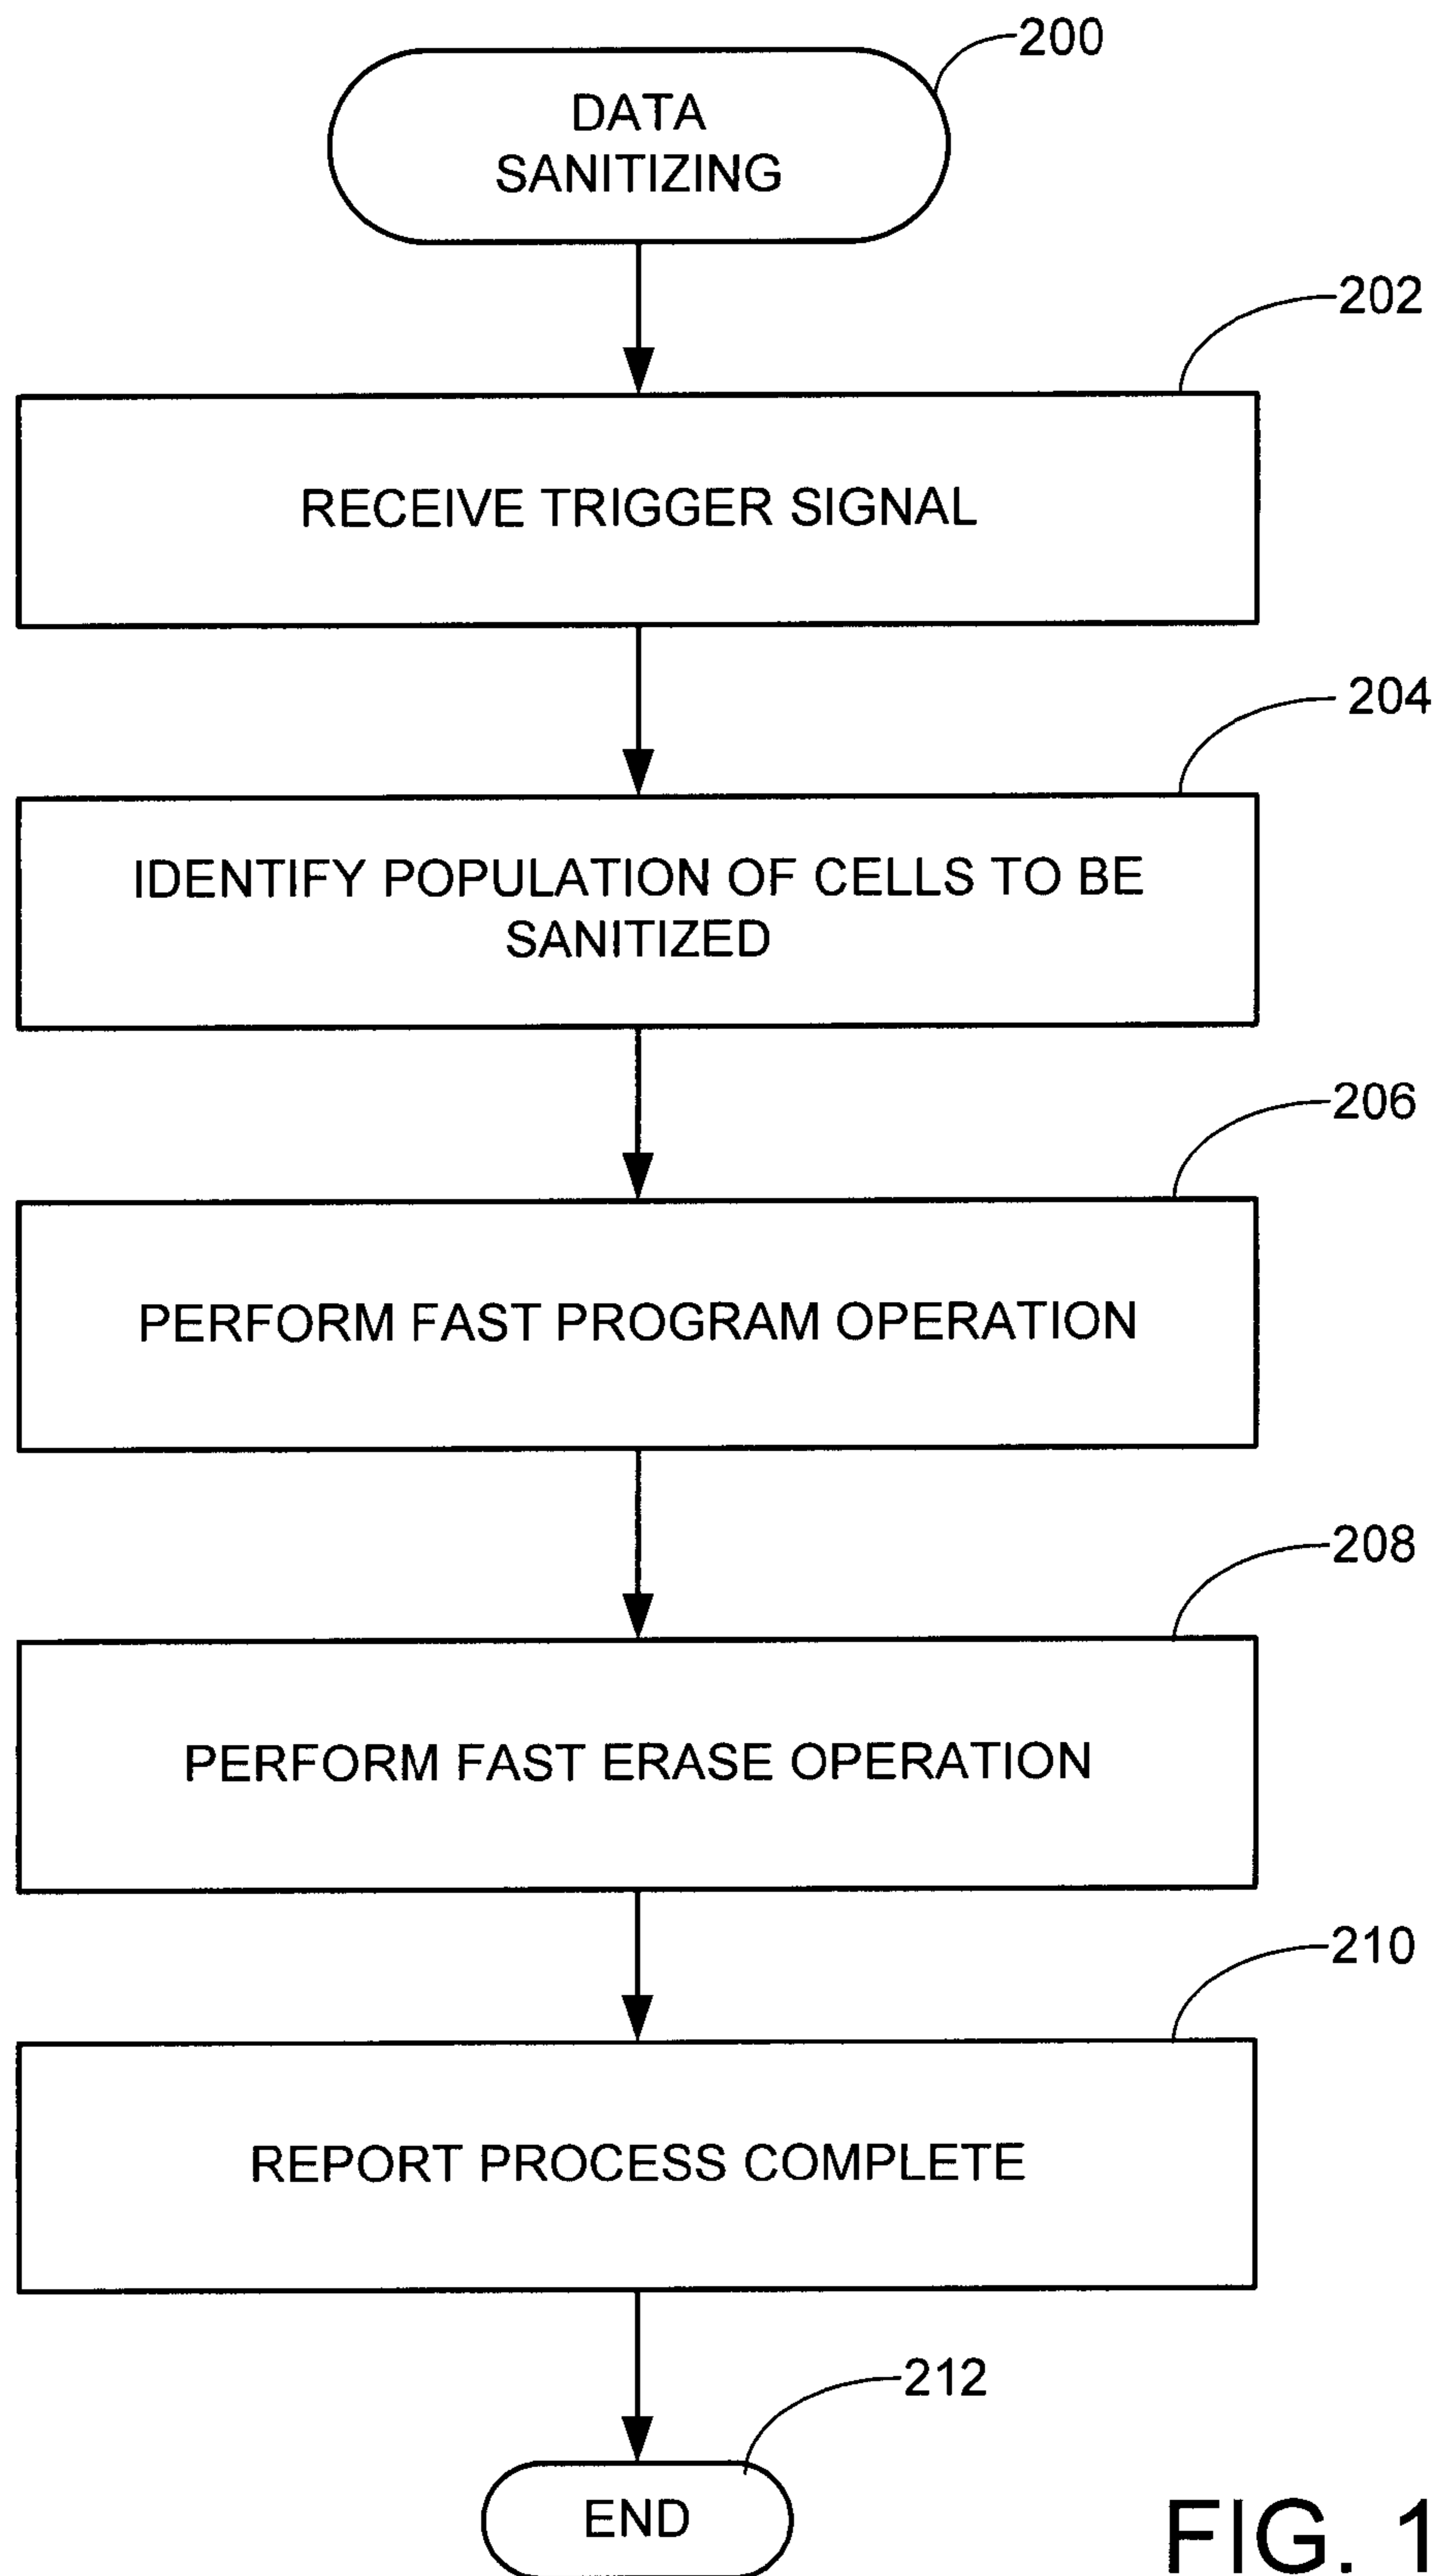 200
DATA
SANITIZING
202
RECEIVE TRIGGER SIGNAL
204
IDENTIFY POPULATION OF CELLS TO BE
SANITIZED
206
PERFORM FAST PROGRAM OPERATION
208
PERFORM FAST ERASE OPERATION
210
REPORT PROCESS COMPLETE
212
END
FIG. 1